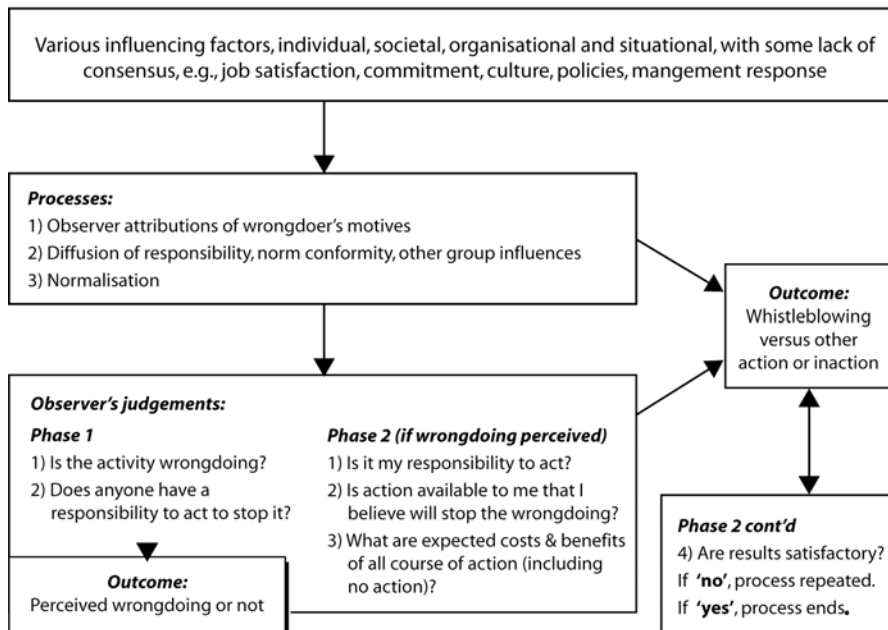 Various influencing factors, individual, societal, organisational and situational, with some lack of
consensus, e.g., job satisfaction, commitment, culture, policies, mangement response
Processes:
1) Observer attributions of wrongdoer's motives
2) Diffusion of responsibility, norm conformity, other group influences
3) Normalisation
Outcome:
Whistleblowing
versus other
action or inaction
Observer's judgements:
Phase 1
1) Is the activity wrongdoing?
2) Does anyone have a
responsibility to act to stop it?
Outcome:
Perceived wrongdoing or not
Phase 2 (if wrongdoing perceived)
1) Is it my responsibility to act?
2) Is action available to me that I
believe will stop the wrongdoing?
3) What are expected costs & benefits
of all course of action (including
no action)?
Phase 2 cont'd
4) Are results satisfactory?
If 'no', process repeated.
If 'yes', process ends.